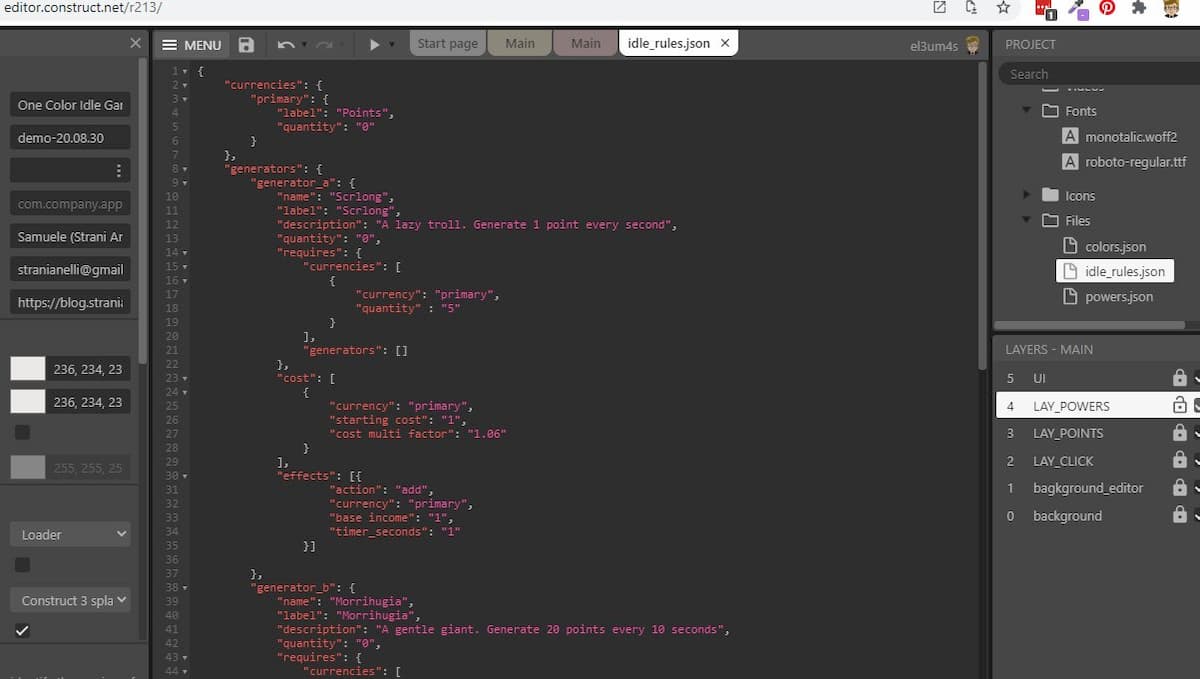 editor.construct.net/r213/
1
MENU
Start page
Main
Main
idle_rules.json
el3um4s
One Color Idle Gar
demo-20.08.30
com.company.app
Samuele (Strani Ar
stranianelli@gmail
https://blog.strania
236, 234, 23
236, 234, 23
255, 255, 25
Loader
Construct 3 spla
1 {
2 "currencies": {
3 "primary": {
4 "label": "Points",
5 "quantity": "0"
6 }
7 },
8 "generators": {
9 "generator_a": {
10 "name": "Scrlong",
11 "label": "Scrlong",
12 "description": "A lazy troll. Generate 1 point every second",
13 "quantity": "0",
14 "requires": {
15 "currencies": [
16 {
17 "currency": "primary",
18 "quantity" : "5"
19 }
20 ],
21 "generators": []
22 },
23 "cost": [
24 {
25 "currency": "primary",
26 "starting cost": "1",
27 "cost multi factor": "1.06"
28 }
29 ],
30 "effects": [{
31 "action": "add",
32 "currency": "primary",
33 "base income": "1",
34 "timer_seconds": "1"
35 }]
36
37 },
38 "generator_b": {
39 "name": "Morrihugia",
40 "label": "Morrihugia",
41 "description": "A gentle giant. Generate 20 points every 10 seconds",
42 "quantity": "0",
43 "requires": {
44 "currencies": [
PROJECT
Search
Fonts
A monotalic.woff2
A roboto-regular.ttf
Icons
Files
colors.json
idle_rules.json
powers.json
LAYERS - MAIN
5 UI
4 LAY_POWERS
3 LAY_POINTS
2 LAY_CLICK
1 bagkground_editor
0 background